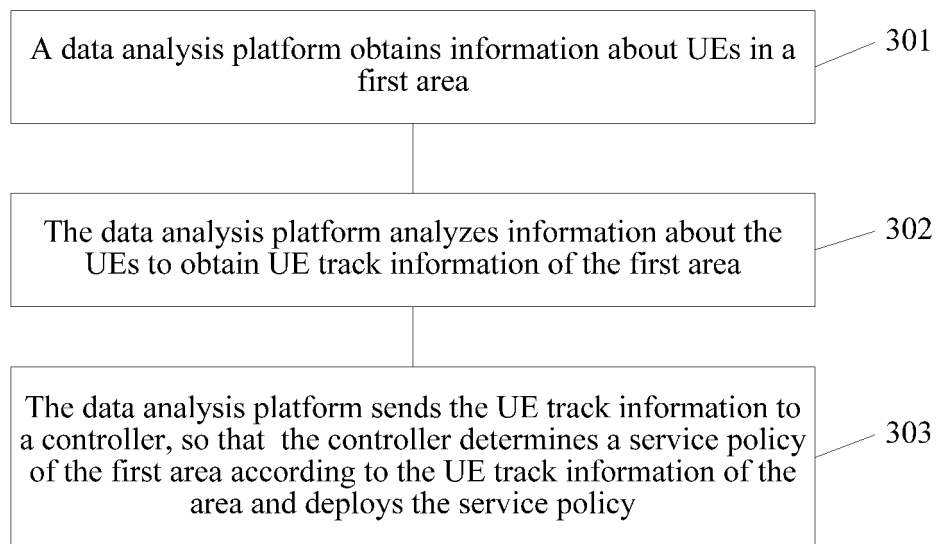 A data analysis platform obtains information about UEs in a
first area
301
The data analysis platform analyzes information about the
UEs to obtain UE track information of the first area
302
The data analysis platform sends the UE track information to
a controller, so that the controller determines a service policy
of the first area according to the UE track information of the
area and deploys the service policy
303